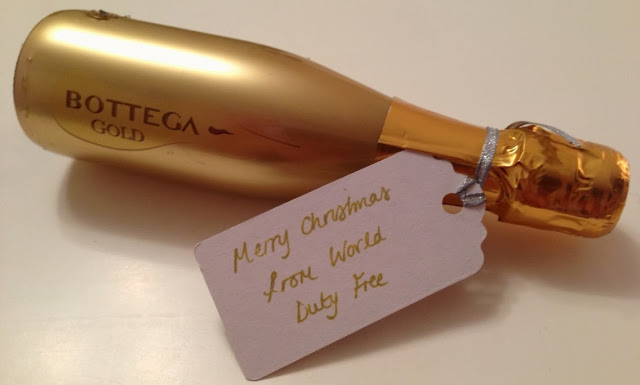 BOTTEGA
GOLD
Merry Christmas
from World
Duty Free